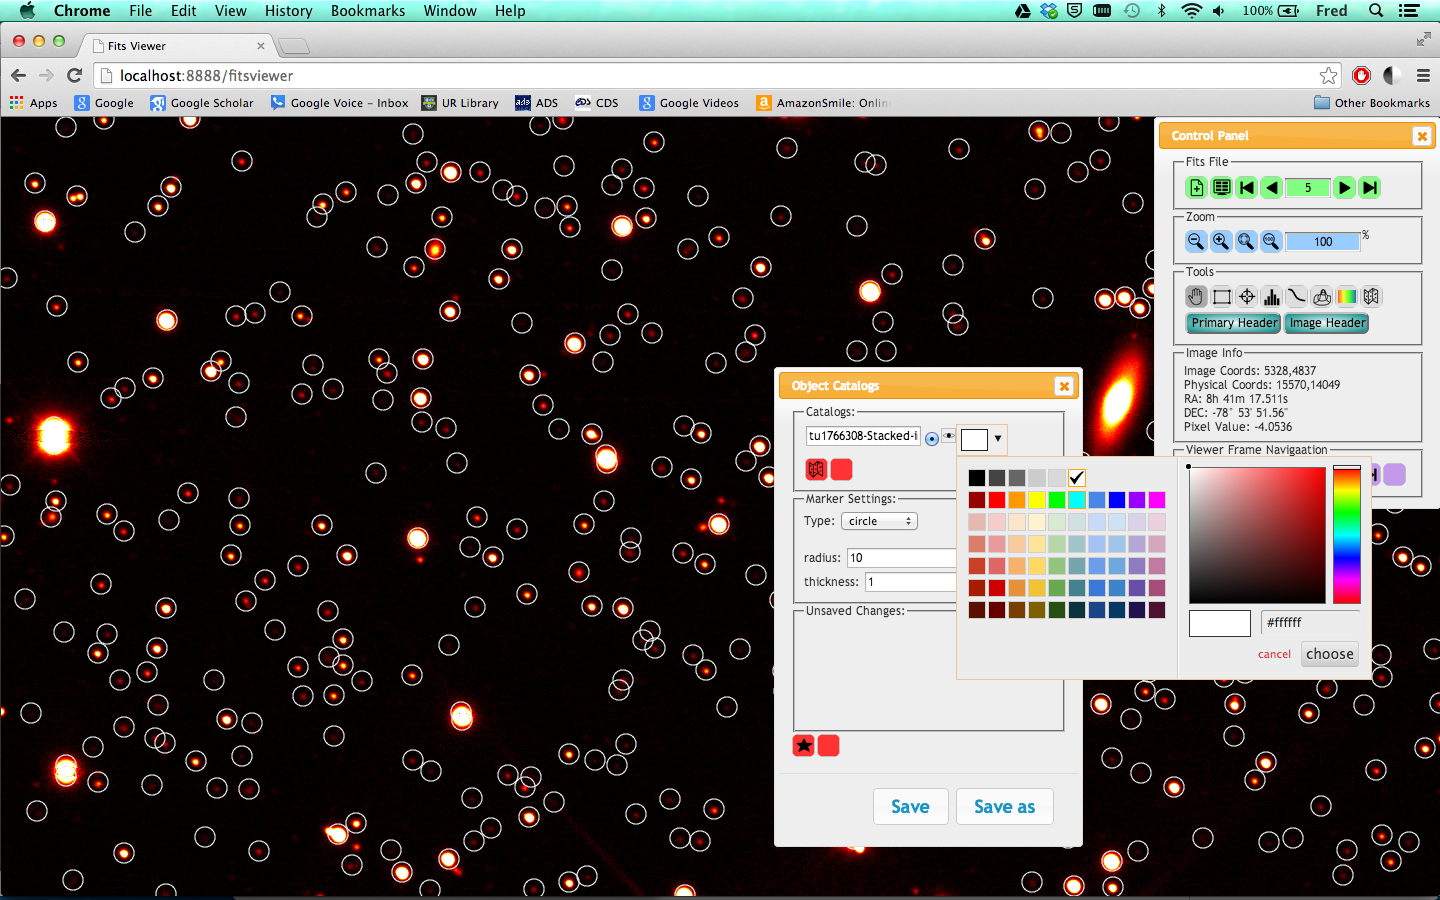 Chrome File Edit View History Bookmarks Window Help 100% Fred
Fits Viewer
localhost:8888/fitsviewer
Apps Google Google Scholar Google Voice - Inbox UR Library ads ADS CDS Google Videos AmazonSmile: Onlin Other Bookmarks
Control Panel
Fits File
5
Zoom
100 %
Tools
Primary Header Image Header
Image Info
Image Coords: 5328,4837
Physical Coords: 15570,14049
RA: 8h 41m 17.511s
DEC: -78° 53' 51.56"
Pixel Value: -4.0536
Viewer Frame Navigaation
Object Catalogs
Catalogs:
tu1766308-Stacked-i
Marker Settings:
Type: circle
radius: 10
thickness: 1
Unsaved Changes:
#ffffff
cancel choose
Save Save as